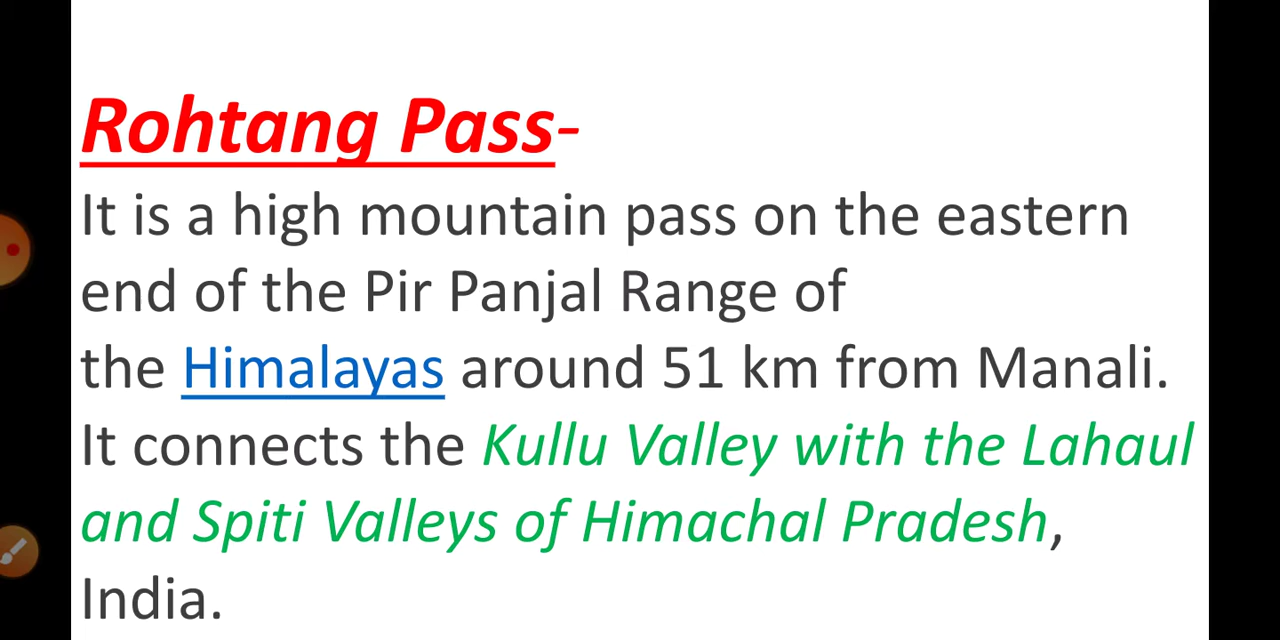 Rohtang Pass-
It is a high mountain pass on the eastern
end of the Pir Panjal Range of
the Himalayas around 51 km from Manali.
It connects the Kullu Valley with the Lahaul
and Spiti Valleys of Himachal Pradesh,
India.